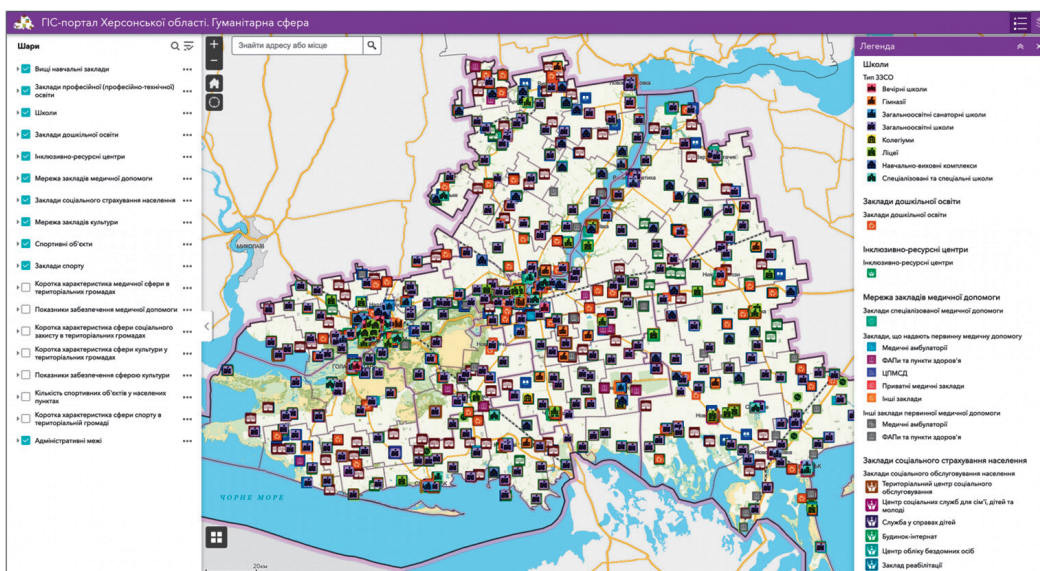 ГІС-портал Херсонської області. Гуманітарна сфера
Шари
Вищі навчальні заклади
Заклади професійної (професійно-технічної)
освіти
Школи
Заклади дошкільної освіти
Інклюзивно-ресурсні центри
Мережа закладів медичної допомоги
Заклади соціального страхування населення
Мережа закладів культури
Спортивні об'єкти
Заклади спорту
Коротка характеристика медичної сфери в
територіальних громадах
Показники забезпечення медичної допомоги
Коротка характеристика сфери соціального
захисту в територіальних громадах
Коротка характеристика сфери культури у
територіальних громадах
Показники забезпечення сферою культури
Кількість спортивних об'єктів у населених
пунктах
Коротка характеристика сфери спорту в
територіальній громаді
Адміністративні межі
Знайти адресу або місце
МИКОЛАЇВ
ЧОРНЕ МОРЕ
20км
Легенда
Школи
Тип ЗЗСО
Вечірні школи
Гімназії
Загальноосвітні санаторні школи
Загальноосвітні школи
Колегіуми
Ліцеї
Навчально-виховні комплекси
Спеціалізовані та спеціальні школи
Заклади дошкільної освіти
Заклади дошкільної освіти
Інклюзивно-ресурсні центри
Інклюзивно-ресурсні центри
Мережа закладів медичної допомоги
Заклади спеціалізованої медичної допомоги
Заклади, що надають первинну медичну допомогу
Медичні амбулаторії
ФАПи та пункти здоров'я
ЦПМСД
Приватні медичні заклади
Інші заклади
Інші заклади первинної медичної допомоги
Медичні амбулаторії
ФАПи та пункти здоров'я
Заклади соціального страхування населення
Заклади соціального обслуговування населення
Територіальний центр соціального
обслуговування
Центр соціальних служб для сім'ї, дітей та
молоді
Служба у справах дітей
Будинок-інтернат
Центр обліку бездомних осіб
Заклад реабілітації